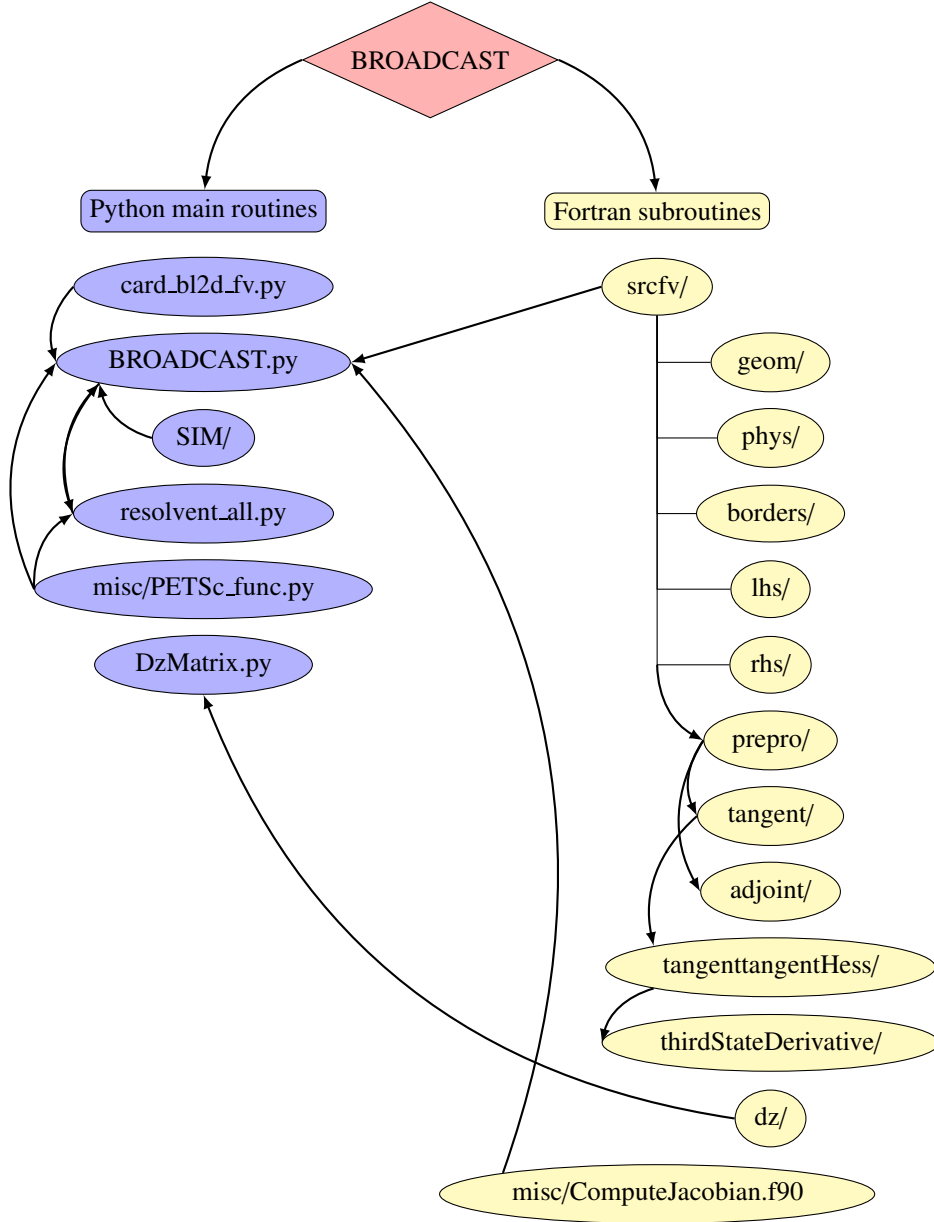 BROADCAST
Python main routines
Fortran subroutines
card_bl2d_fv.py
srcfv/
BROADCAST.py
geom/
SIM/
phys/
resolvent_all.py
borders/
misc/PETSc_func.py
lhs/
DzMatrix.py
rhs/
prepro/
tangent/
adjoint/
tangenttangentHess/
thirdStateDerivative/
dz/
misc/ComputeJacobian.f90